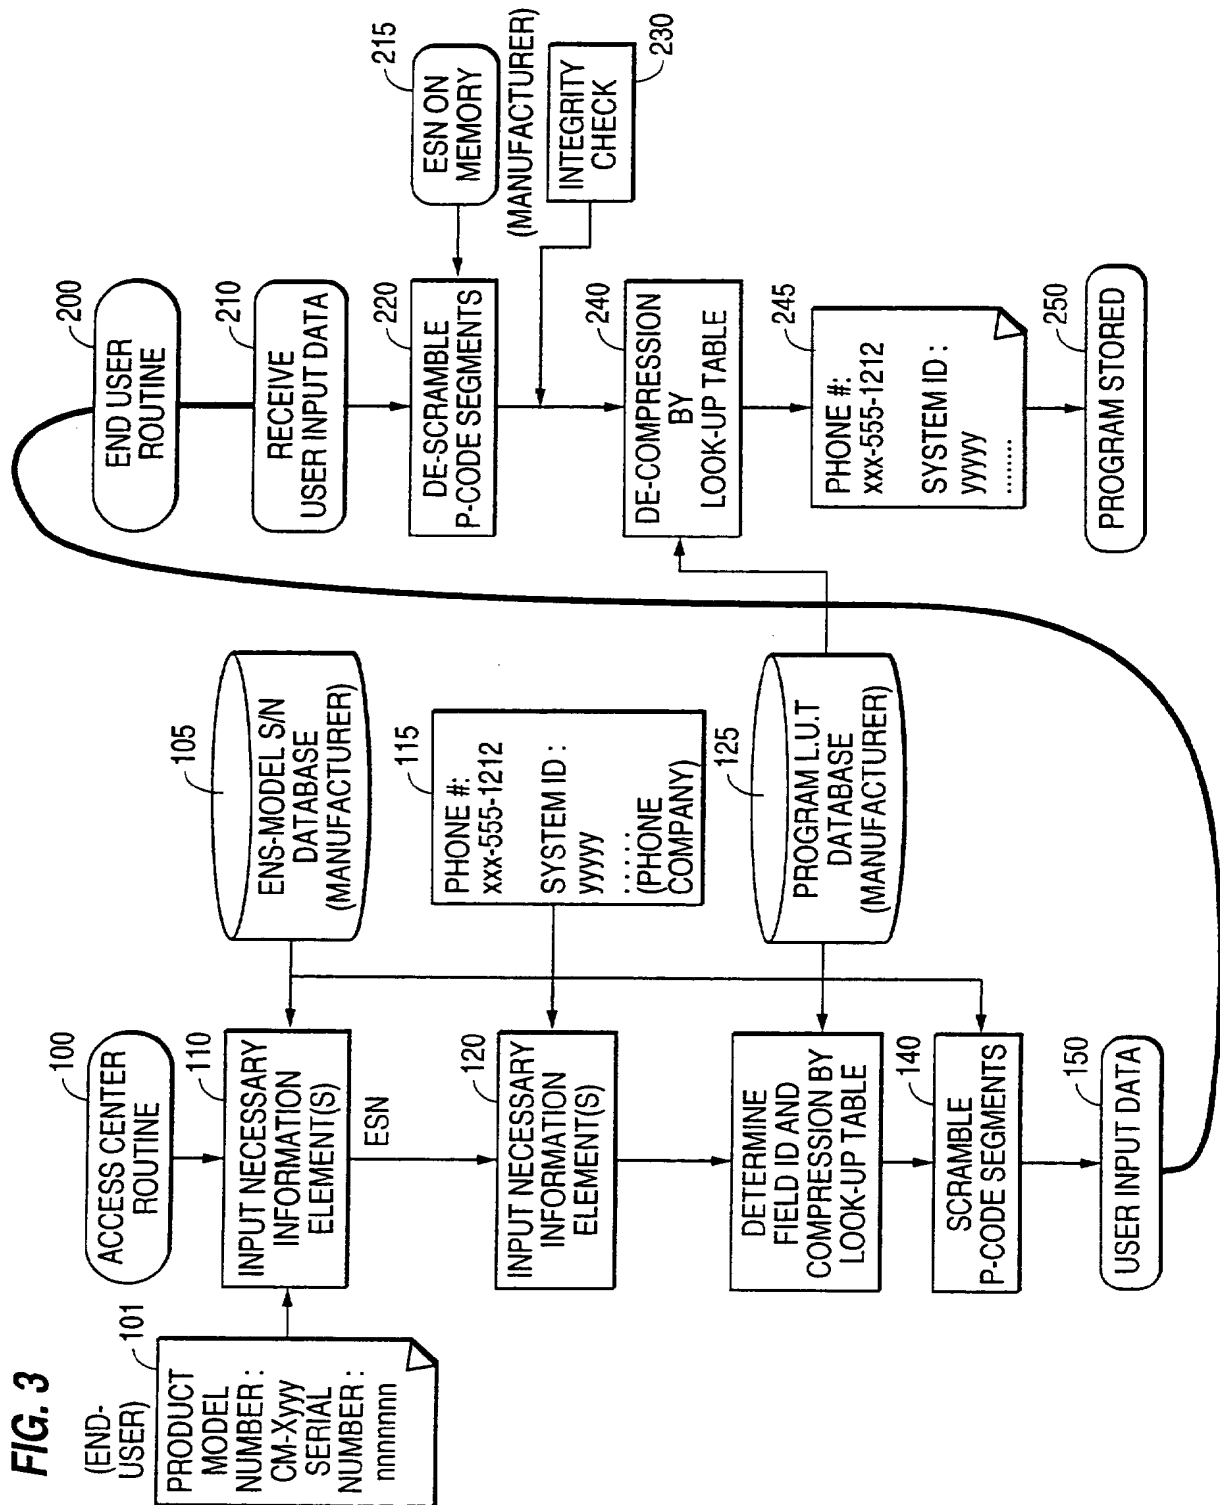 FIG. 3
(END-
USER)
101
PRODUCT
MODEL
NUMBER :
CM-Xyyy
SERIAL
NUMBER :
nnnnnnn
100
ACCESS CENTER
ROUTINE
110
INPUT NECESSARY
INFORMATION
ELEMENT(S)
ESN
120
INPUT NECESSARY
INFORMATION
ELEMENT(S)
DETERMINE
FIELD ID AND
COMPRESSION BY
LOOK-UP TABLE
140
SCRAMBLE
P-CODE SEGMENTS
150
USER INPUT DATA
105
ENS-MODEL S/N
DATABASE
(MANUFACTURER)
115
PHONE #:
xxx-555-1212
SYSTEM ID :
yyyyy
. . . . .
(PHONE
COMPANY)
125
PROGRAM L.U.T
DATABASE
(MANUFACTURER)
200
END USER
ROUTINE
210
RECEIVE
USER INPUT DATA
220
DE-SCRAMBLE
P-CODE SEGMENTS
215
ESN ON
MEMORY
(MANUFACTURER)
230
INTEGRITY
CHECK
240
DE-COMPRESSION
BY
LOOK-UP TABLE
245
PHONE #:
xxx-555-1212
SYSTEM ID :
yyyyy
........
250
PROGRAM STORED